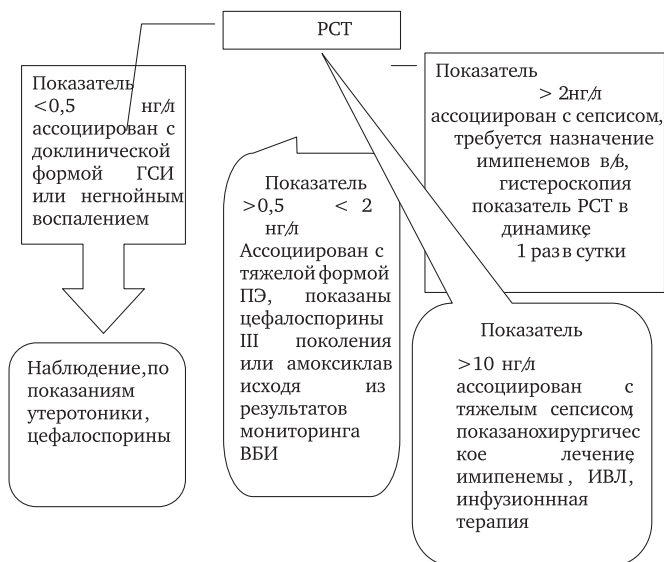 РСТ
Показатель
<0,5 нг/л
ассоциирован с
доклинической
формой ГСИ
или негнойным
воспалением
Наблюдение,по
показаниям
утеротоники,
цефалоспорины
Показатель
>0,5 < 2
нг/л
Ассоциирован с
тяжелой формой
ПЭ, показаны
цефалоспорины
III поколения
или амоксиклав
исходя из
результатов
мониторинга
ВБИ
Показатель
> 2нг/л
ассоциирован с сепсисом,
требуется назначение
имипенемов в/в,
гистероскопия
показатель РСТ в
динамике,
1 раз в сутки
Показатель
>10 нг/л
ассоциирован с
тяжелым сепсисом,
показанохирургичес
кое лечение,
имипенемы, ИВЛ,
инфузионнная
терапия